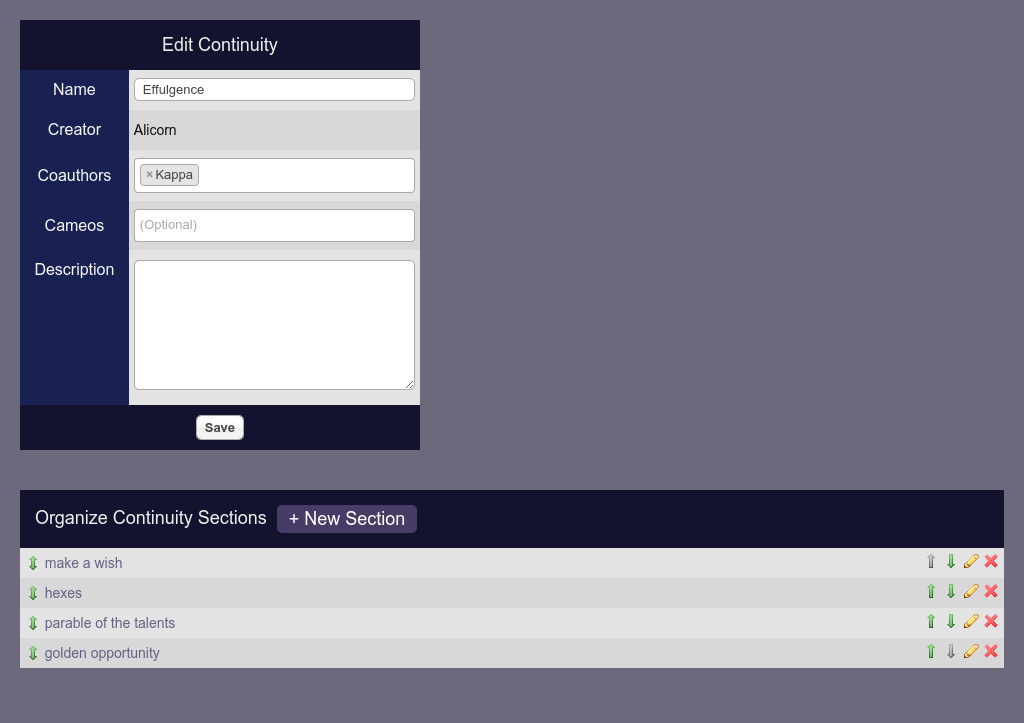 Edit Continuity
Name Effulgence
Creator Alicorn
Coauthors × Kappa
Cameos (Optional)
Description
Save
Organize Continuity Sections + New Section
make a wish
hexes
parable of the talents
golden opportunity